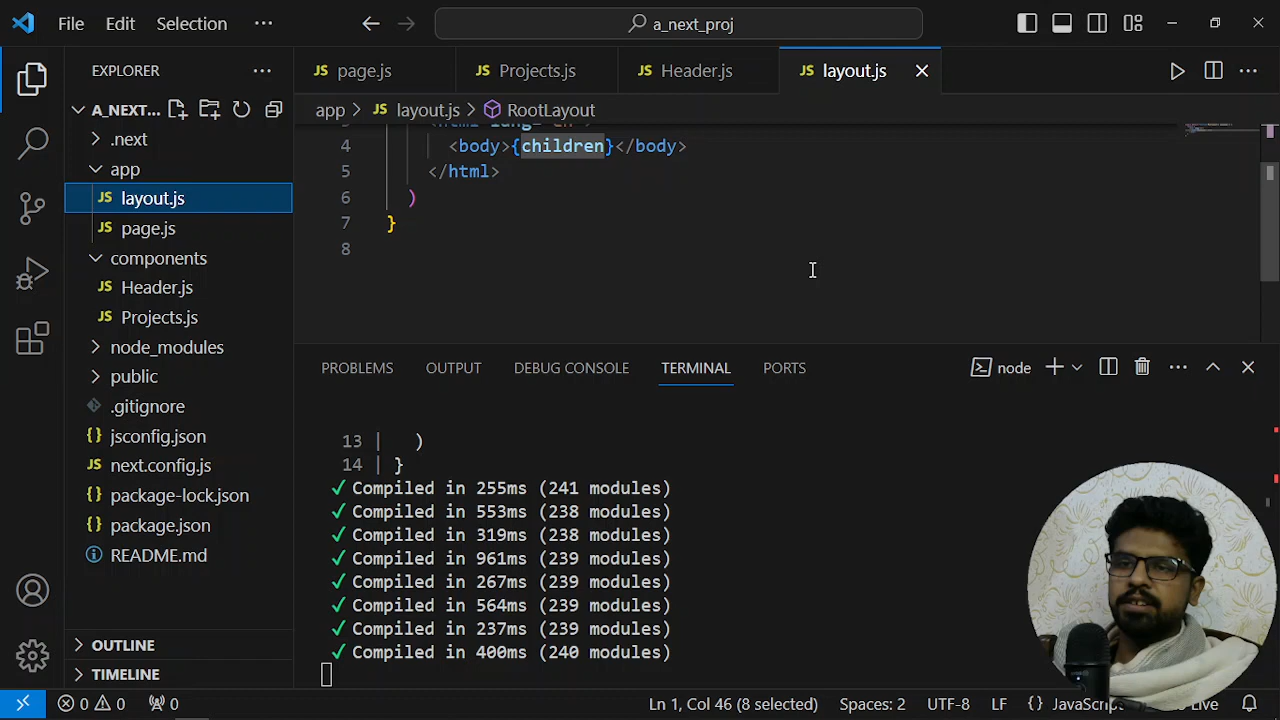 File Edit Selection ··· a_next_proj
EXPLORER ···
page.js Projects.js Header.js layout.js
A_NEXT...
app > layout.js > RootLayout
.next
app
layout.js
page.js
components
Header.js
Projects.js
node_modules
public
.gitignore
jsconfig.json
next.config.js
package-lock.json
package.json
README.md
OUTLINE
TIMELINE
4 <body>{children}</body>
5 </html>
6 )
7 }
8
PROBLEMS OUTPUT DEBUG CONSOLE TERMINAL PORTS node
13 | )
14 | }
✓ Compiled in 255ms (241 modules)
✓ Compiled in 553ms (238 modules)
✓ Compiled in 319ms (238 modules)
✓ Compiled in 961ms (239 modules)
✓ Compiled in 267ms (239 modules)
✓ Compiled in 564ms (239 modules)
✓ Compiled in 237ms (239 modules)
✓ Compiled in 400ms (240 modules)
0 0 0 Ln 1, Col 46 (8 selected) Spaces: 2 UTF-8 LF {} Live